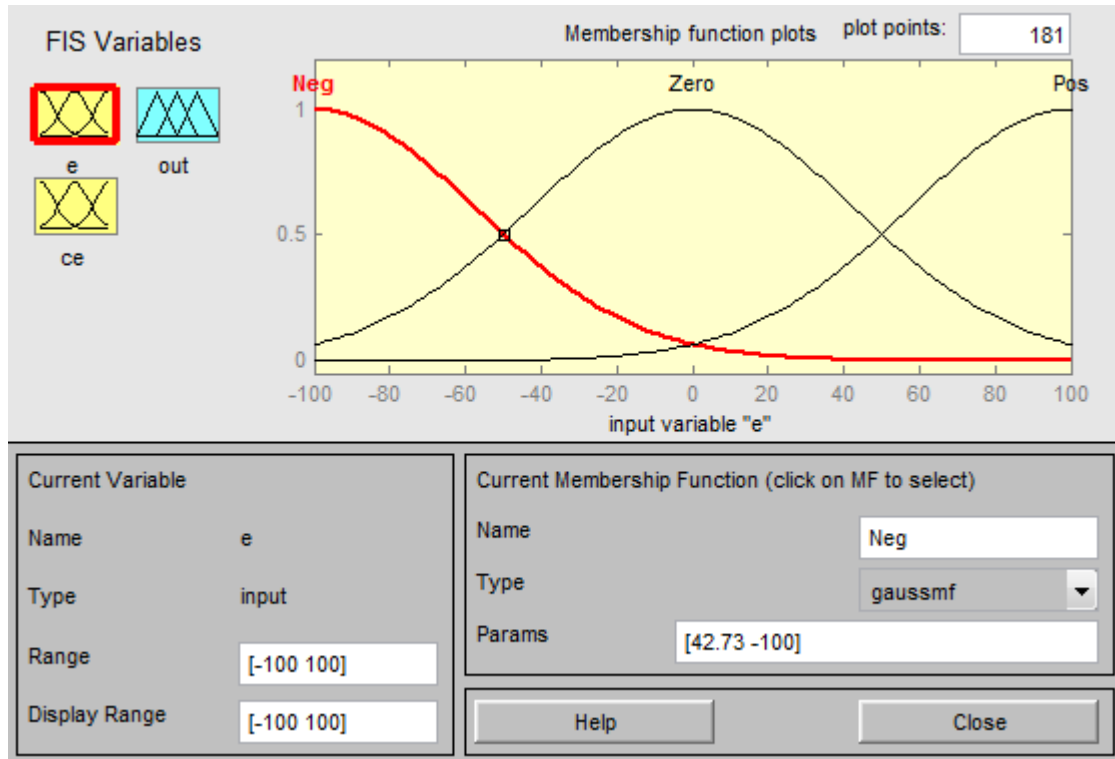 FIS Variables
Membership function plots
plot points:
181
e
out
ce
Neg
Zero
Pos
1
0.5
0
-100 -80 -60 -40 -20 0 20 40 60 80 100
input variable "e"
Current Variable
Name e
Type input
Range [-100 100]
Display Range [-100 100]
Current Membership Function (click on MF to select)
Name Neg
Type gaussmf
Params [42.73 -100]
Help
Close